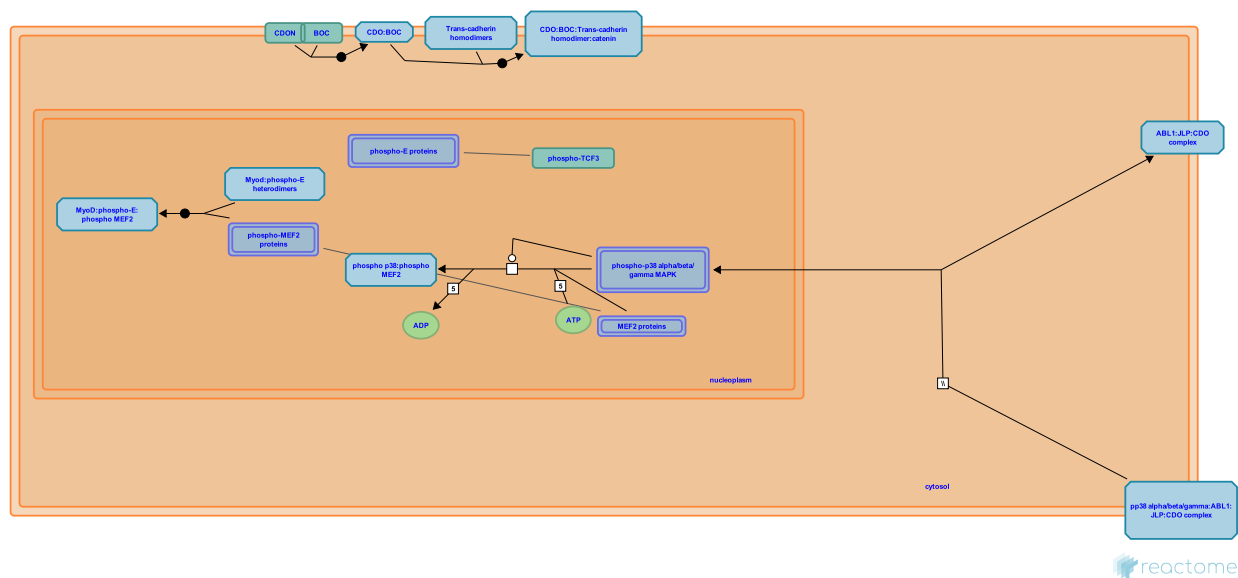 CDON
BOC
CDO:BOC
Trans-cadherin
homodimers
CDO:BOC:Trans-cadherin
homodimer:catenin
ABL1:JLP:CDO
complex
phospho-E proteins
phospho-TCF3
Myod:phospho-E
heterodimers
MyoD:phospho-E:
phospho MEF2
phospho-MEF2
proteins
phospho p38:phospho
MEF2
phospho-p38 alpha/beta/
gamma MAPK
5
5
ADP
ATP
MEF2 proteins
nucleoplasm
\\
cytosol
pp38 alpha/beta/gamma:ABL1:
JLP:CDO complex
reactome